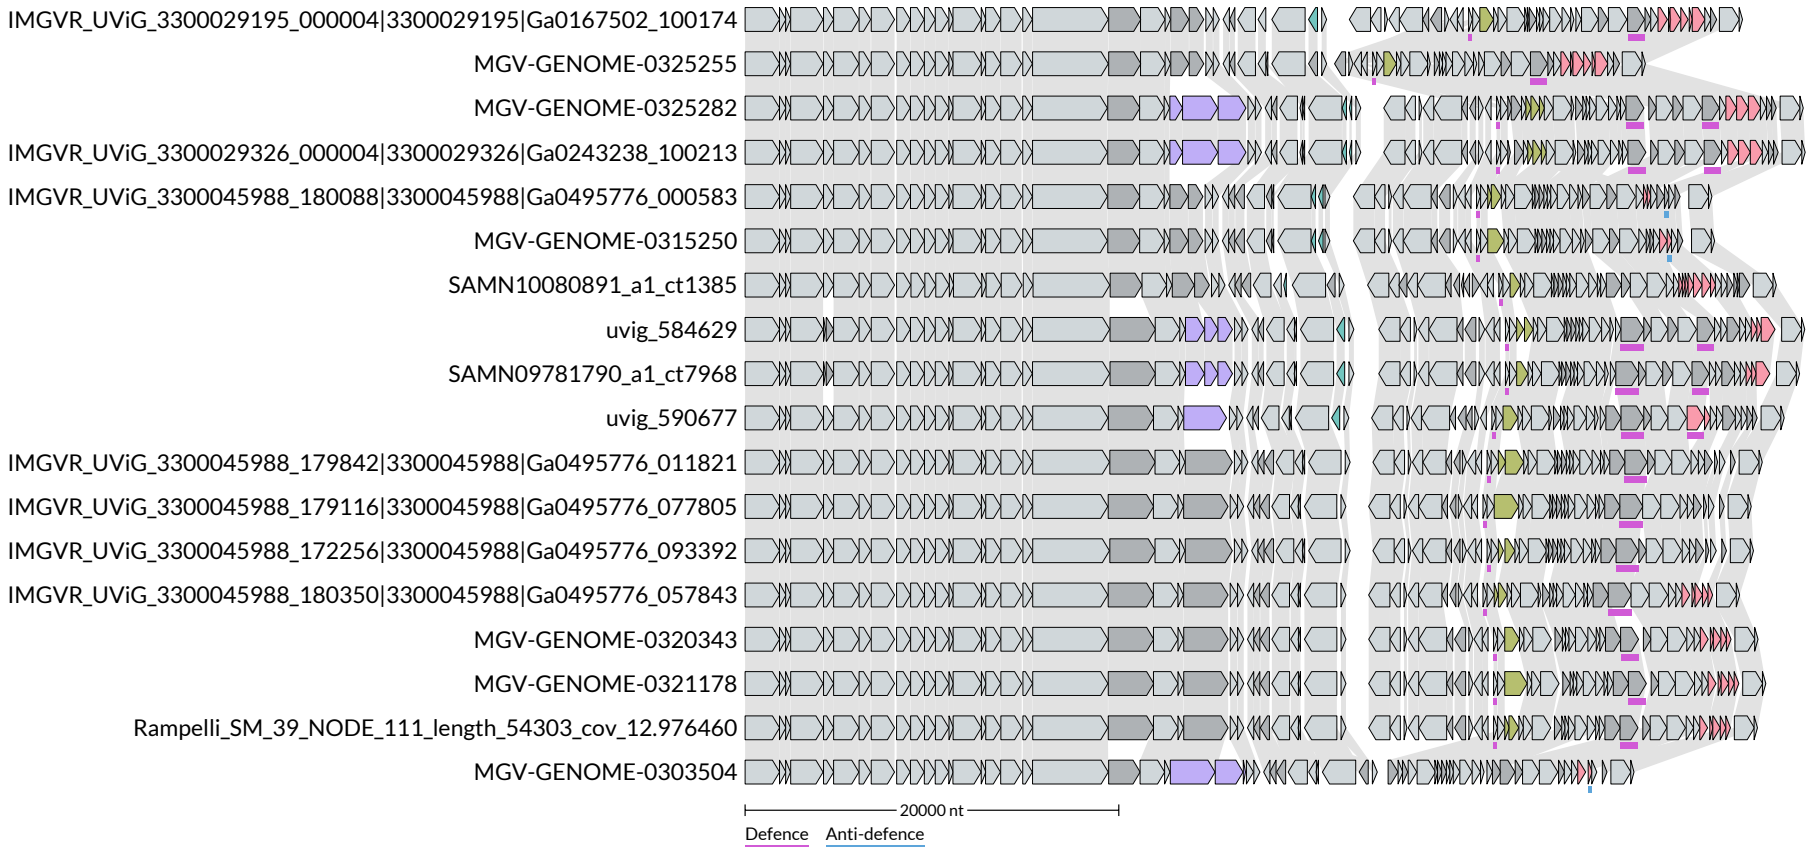 IMGVR_UViG_3300029195_000004|3300029195|Ga0167502_100174
MGV-GENOME-0325255
MGV-GENOME-0325282
IMGVR_UViG_3300029326_000004|3300029326|Ga0243238_100213
IMGVR_UViG_3300045988_180088|3300045988|Ga0495776_000583
MGV-GENOME-0315250
SAMN10080891_a1_ct1385
uvig_584629
SAMN09781790_a1_ct7968
uvig_590677
IMGVR_UViG_3300045988_179842|3300045988|Ga0495776_011821
IMGVR_UViG_3300045988_179116|3300045988|Ga0495776_077805
IMGVR_UViG_3300045988_172256|3300045988|Ga0495776_093392
IMGVR_UViG_3300045988_180350|3300045988|Ga0495776_057843
MGV-GENOME-0320343
MGV-GENOME-0321178
Rampelli_SM_39_NODE_111_length_54303_cov_12.976460
MGV-GENOME-0303504
20000 nt
Defence Anti-defence